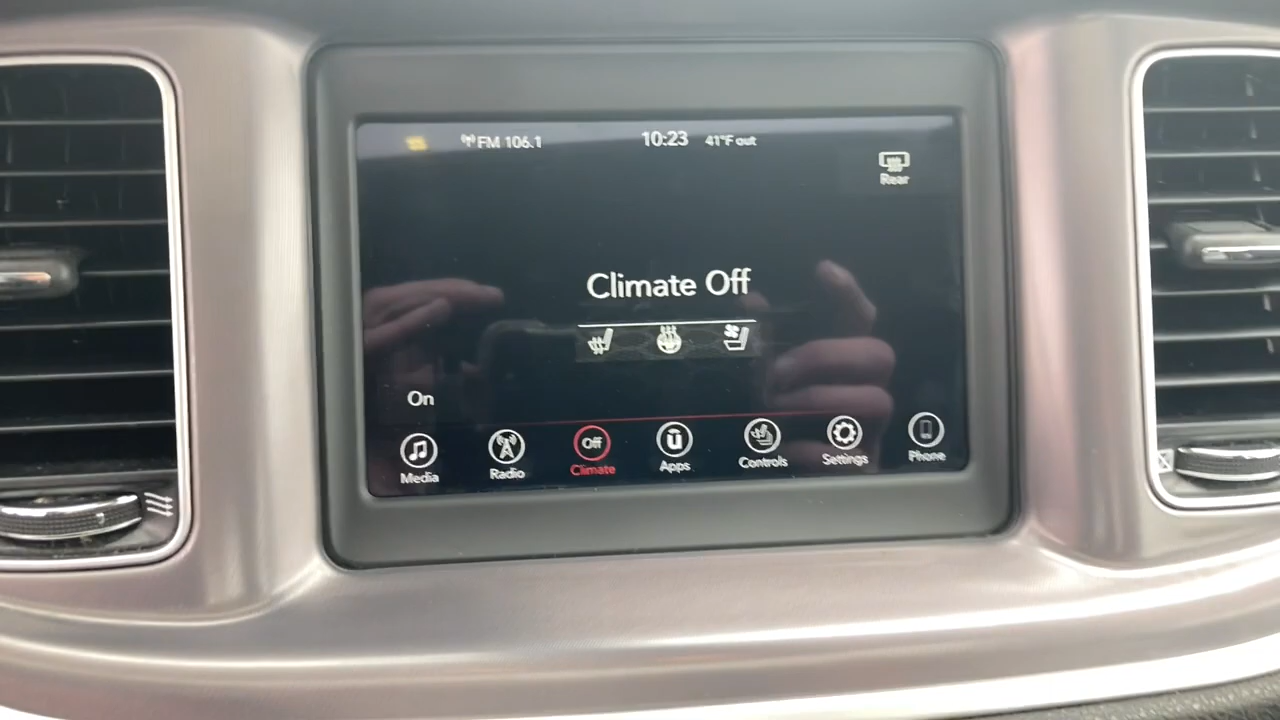 FM 106.1 10:23 41°F out
Rear
Climate Off
On
Off
Media Radio Climate Apps Controls Settings Phone